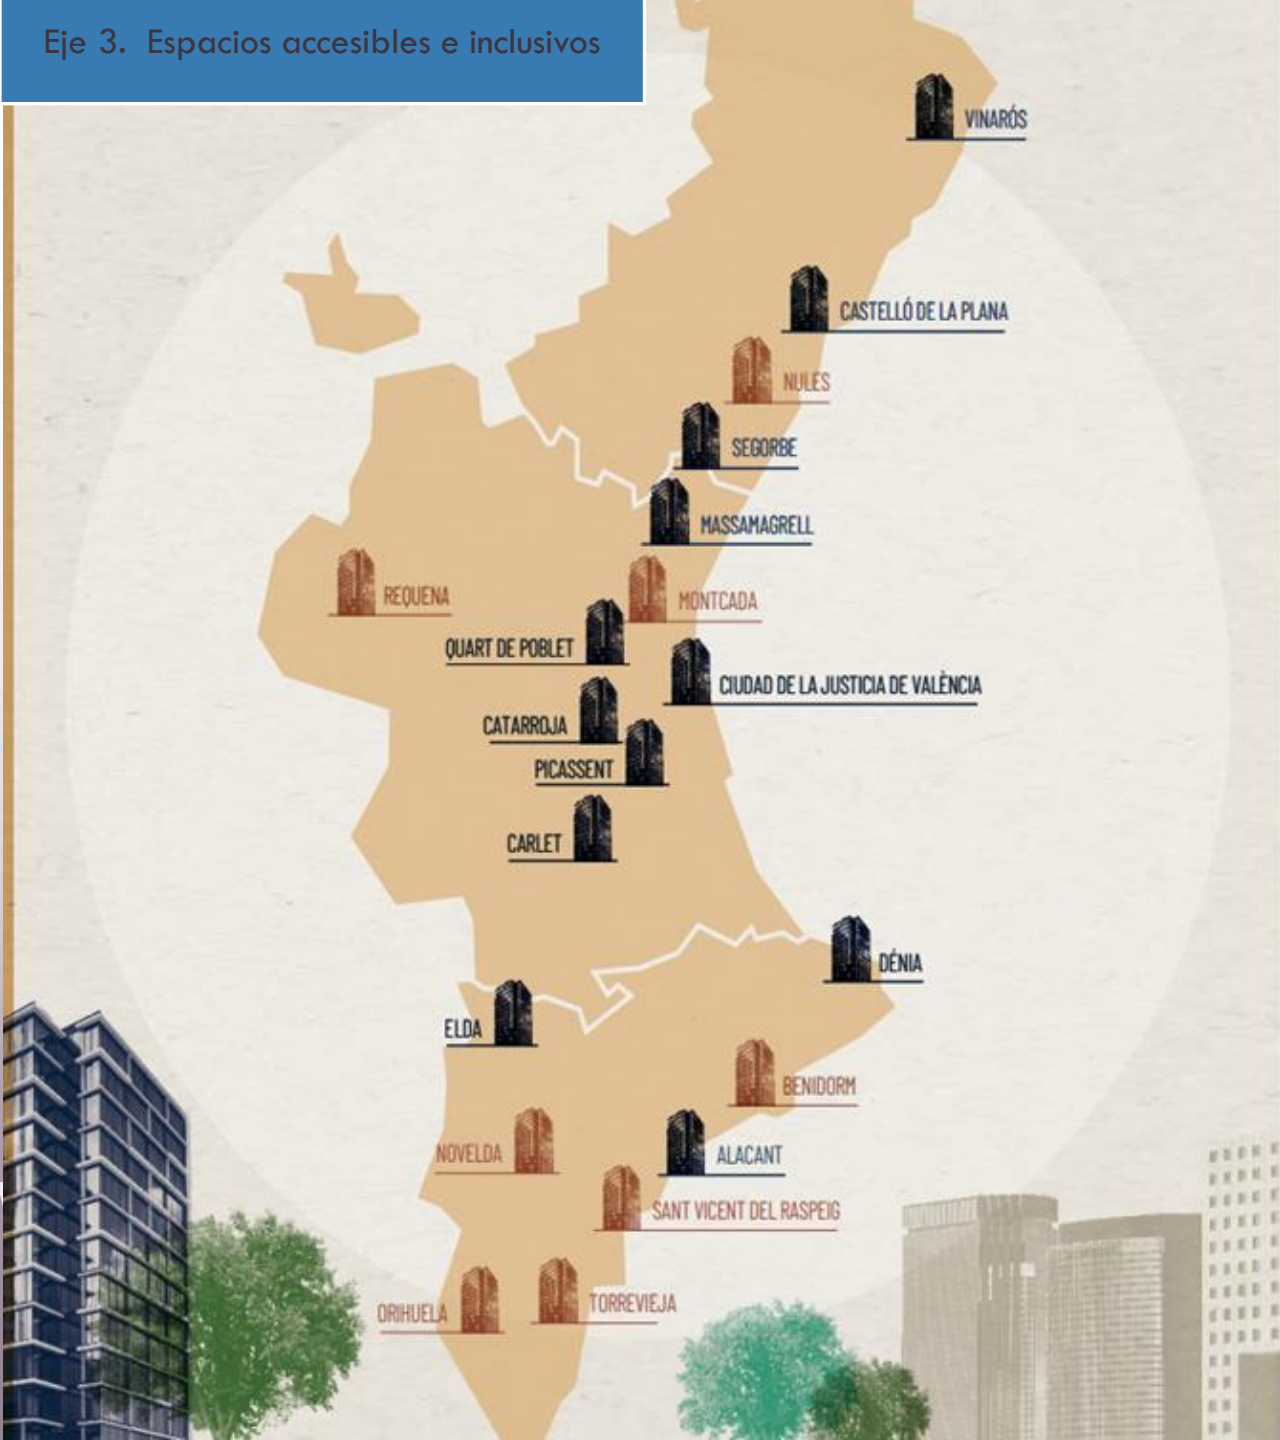 Eje 3. Espacios accesibles e inclusivos
VINARÓS
CASTELLÓ DE LA PLANA
NULES
SEGORBE
MASSAMAGRELL
REQUENA
MONTCADA
QUART DE POBLET
CIUDAD DE LA JUSTICIA DE VALÈNCIA
CATARROJA
PICASSENT
CARLET
DÉNIA
ELDA
BENIDORM
NOVELDA
ALACANT
SANT VICENT DEL RASPEIG
ORIHUELA
TORREVIEJA